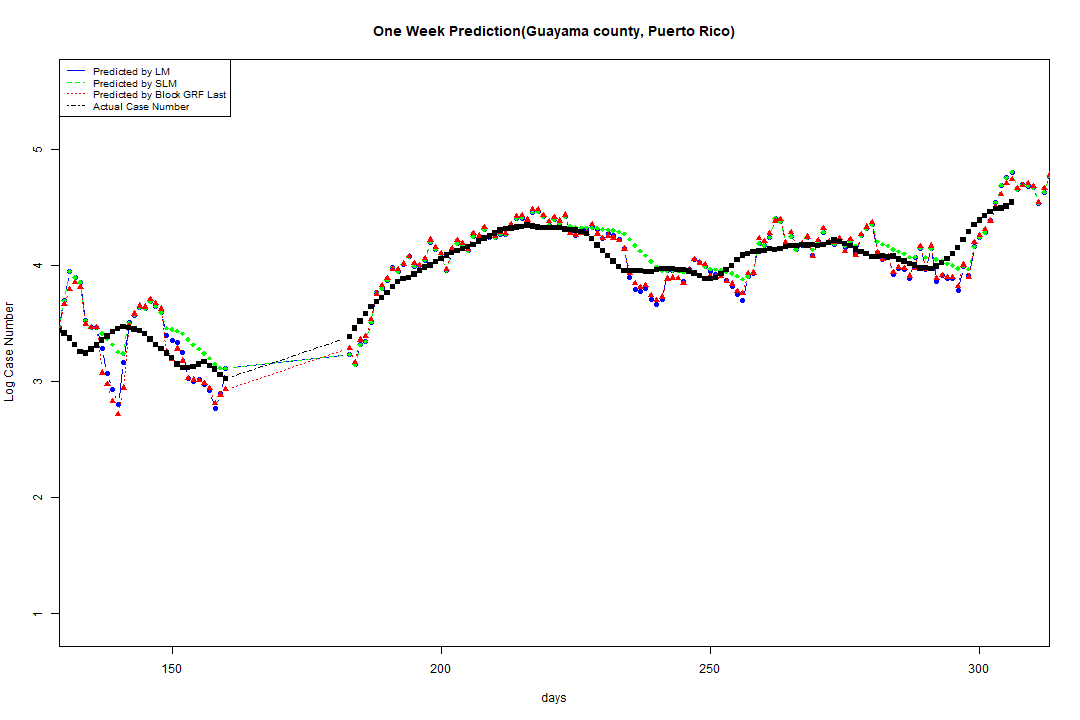 One Week Prediction(Guayama county, Puerto Rico)
Predicted by LM
Predicted by SLM
Predicted by Block GRF Last
Actual Case Number
5
4
3
2
1
Log Case Number
150 200 250 300
days